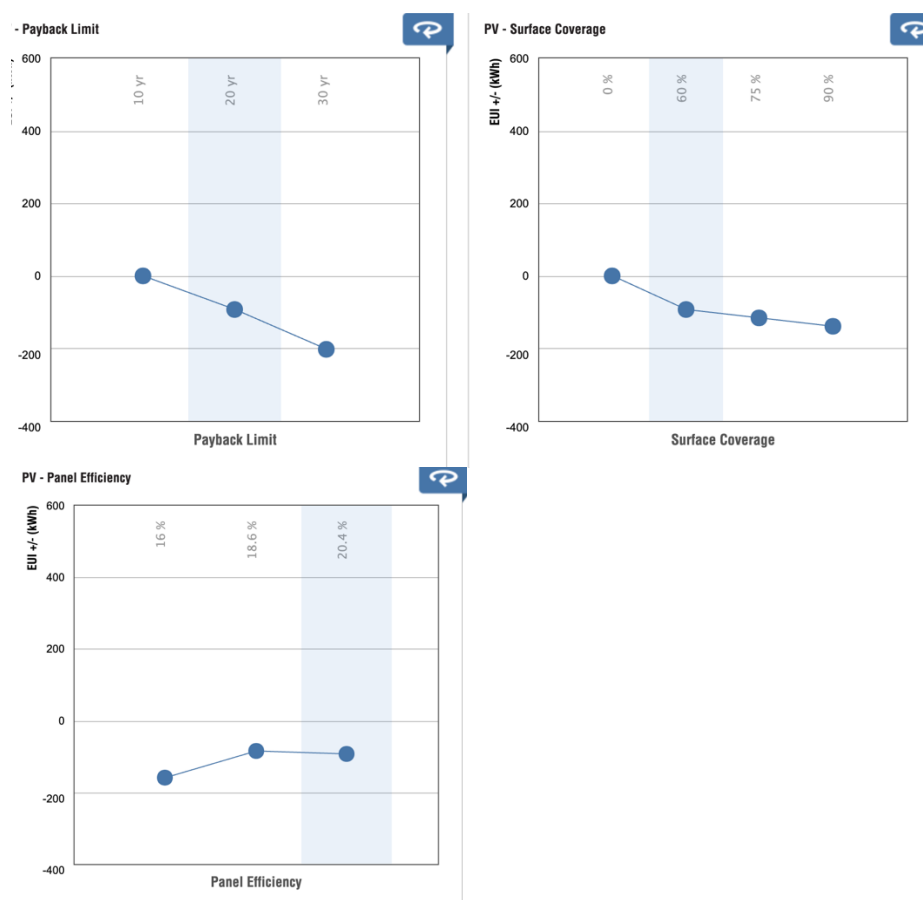 - Payback Limit
600
400
200
0
-200
-400
10 yr
20 yr
30 yr
Payback Limit
PV - Surface Coverage
EUI +/- (kWh)
600
400
200
0
-200
-400
0 %
60 %
75 %
90 %
Surface Coverage
PV - Panel Efficiency
EUI +/- (kWh)
600
400
200
0
-200
-400
16 %
18.6 %
20.4 %
Panel Efficiency